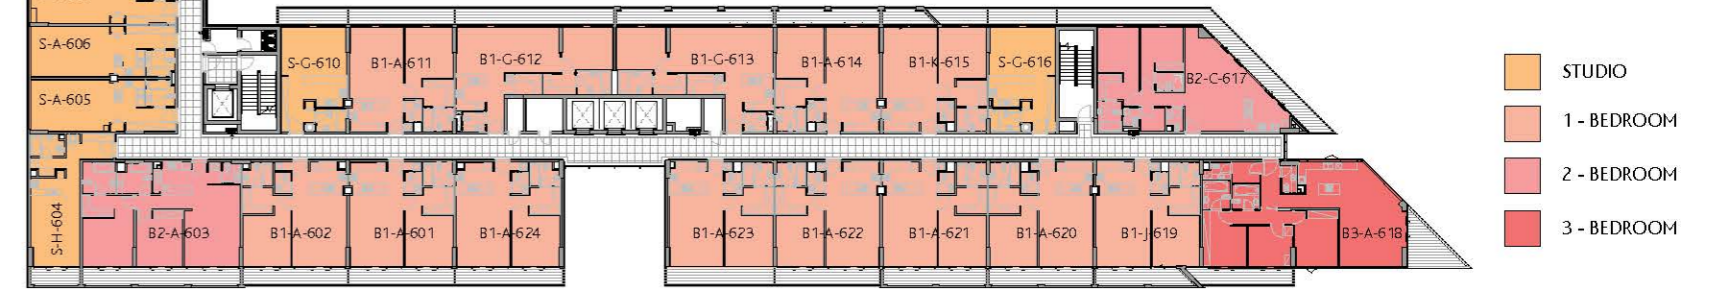 S-A-606
S-G-610
B1-A-611
B1-G-612
B1-G-613
B1-A-614
B1-K-615
S-G-616
B2-C-617
STUDIO
S-A-605
1 - BEDROOM
2 - BEDROOM
S-H-604
B2-A-603
B1-A-602
B1-A-601
B1-A-624
B1-A-623
B1-A-622
B1-A-621
B1-A-620
B1-J-619
B3-A-618
3 - BEDROOM